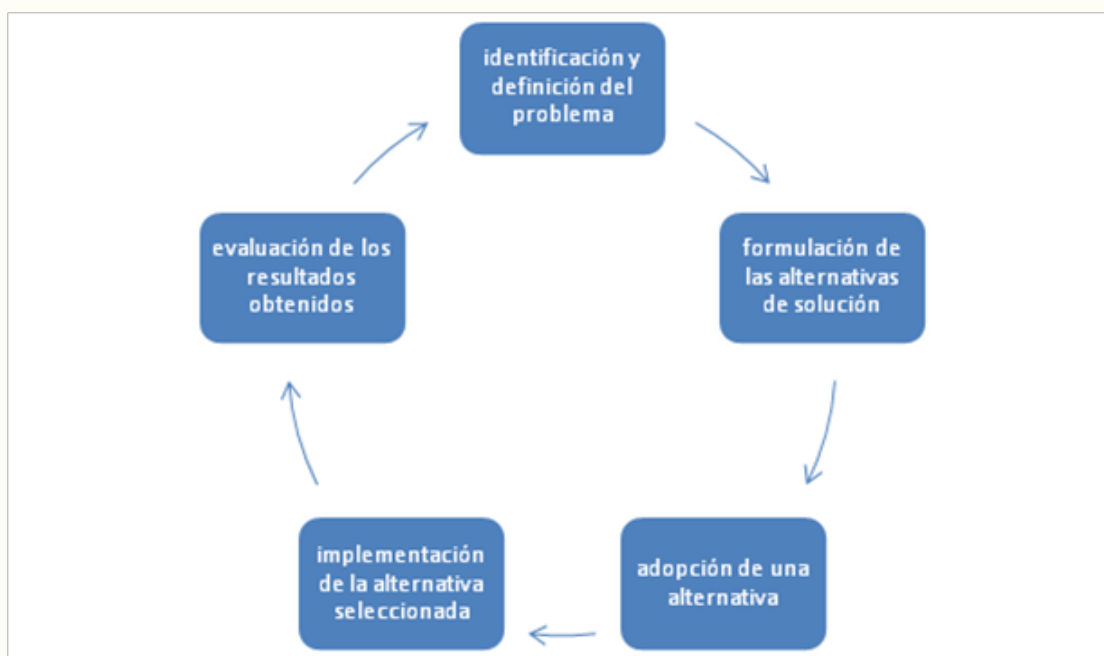 identificación y
definición del
problema
formulación de
las alternativas
de solución
adopción de una
alternativa
implementación
de la alternativa
seleccionada
evaluación de los
resultados
obtenidos